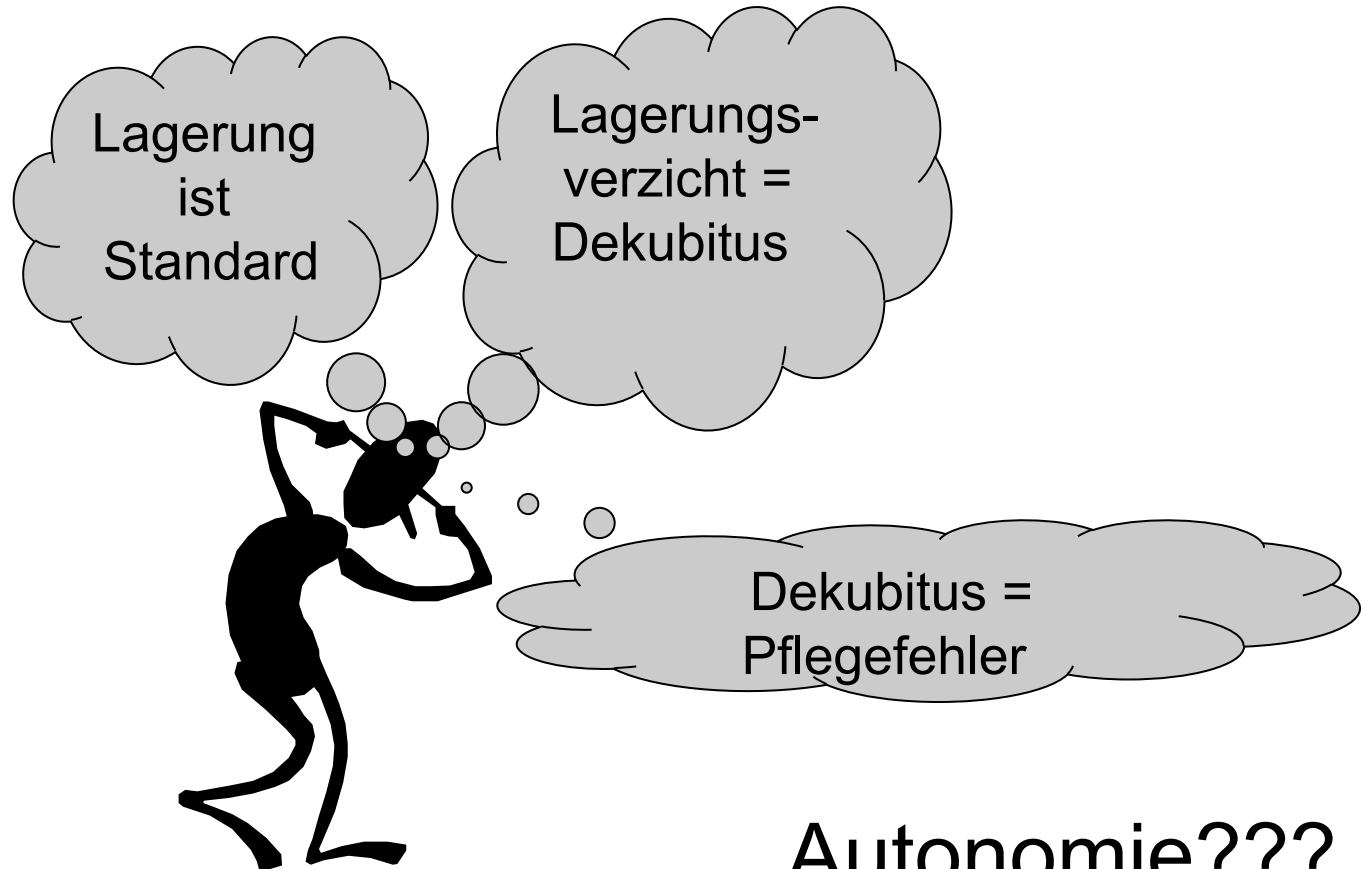 Lagerung
ist
Standard
Lagerungs-
verzicht =
Dekubitus
Dekubitus =
Pflegefehler
Autonomie???